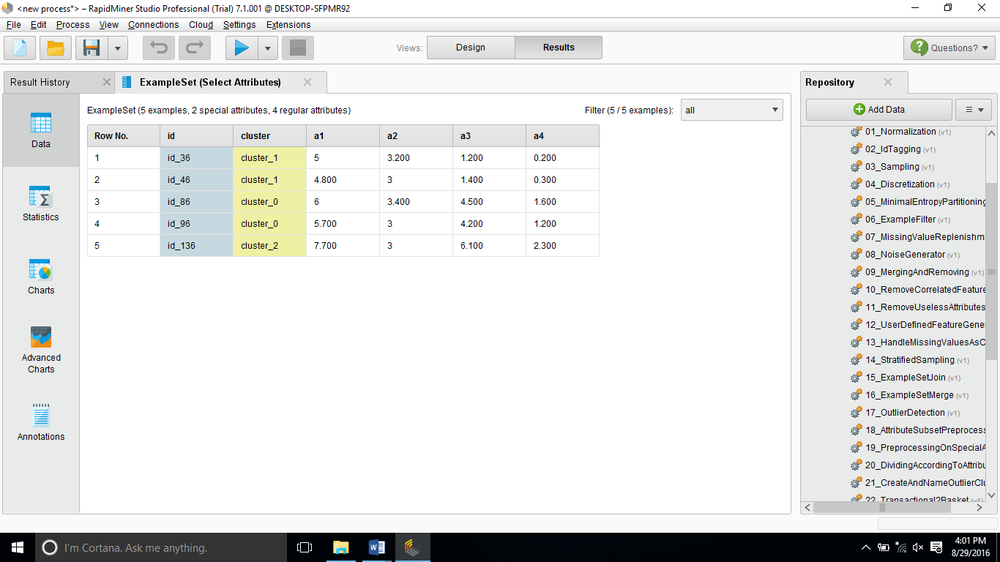 <new process*> – RapidMiner Studio Professional (Trial) 7.1.001 @ DESKTOP-SFPMR92
File Edit Process View Connections Cloud Settings Extensions
Views: Design Results
Questions?
Result History
ExampleSet (Select Attributes)
Data
Statistics
Charts
Advanced
Charts
Annotations
ExampleSet (5 examples, 2 special attributes, 4 regular attributes)
Filter (5 / 5 examples): all
Row No. id cluster a1 a2 a3 a4
1 id_36 cluster_1 5 3.200 1.200 0.200
2 id_46 cluster_1 4.800 3 1.400 0.300
3 id_86 cluster_0 6 3.400 4.500 1.600
4 id_96 cluster_0 5.700 3 4.200 1.200
5 id_136 cluster_2 7.700 3 6.100 2.300
Repository
Add Data
01_Normalization (v1)
02_IdTagging (v1)
03_Sampling (v1)
04_Discretization (v1)
05_MinimalEntropyPartitioning
06_ExampleFilter (v1)
07_MissingValueReplenishm
08_NoiseGenerator (v1)
09_MergingAndRemoving (v1)
10_RemoveCorrelatedFeature
11_RemoveUselessAttributes
12_UserDefinedFeatureGene
13_HandleMissingValuesAsC
14_StratifiedSampling (v1)
15_ExampleSetJoin (v1)
16_ExampleSetMerge (v1)
17_OutlierDetection (v1)
18_AttributeSubsetPreprocess
19_PreprocessingOnSpecialA
20_DividingAccordingToAttribu
21_CreateAndNameOutlierClu
22_Transactional2Basket (v1)
I'm Cortana. Ask me anything.
4:01 PM
8/29/2016